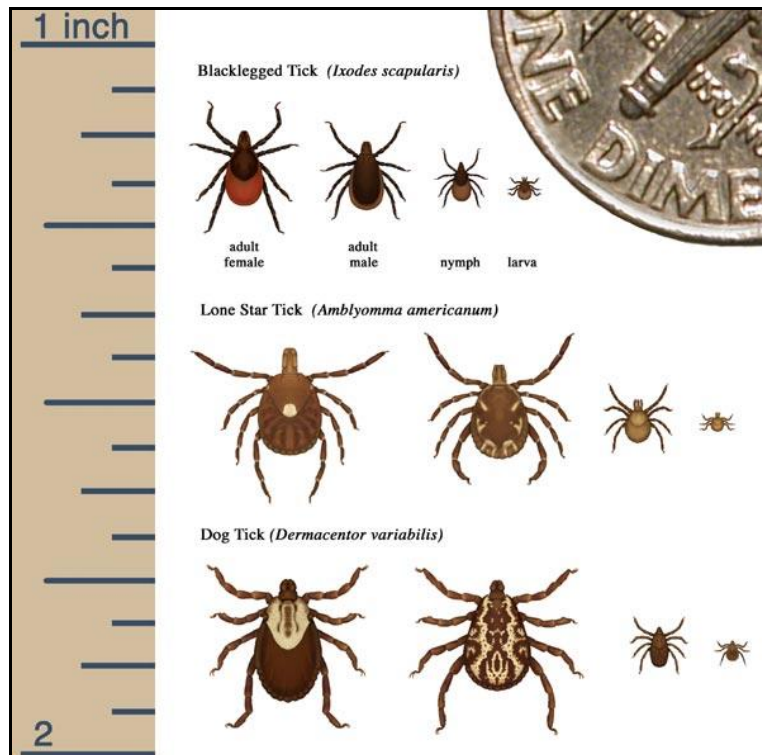 1 inch
Blacklegged Tick (Ixodes scapularis)
adult female
adult male
nymph
larva
ONE DIME
Lone Star Tick (Amblyomma americanum)
Dog Tick (Dermacentor variabilis)
2